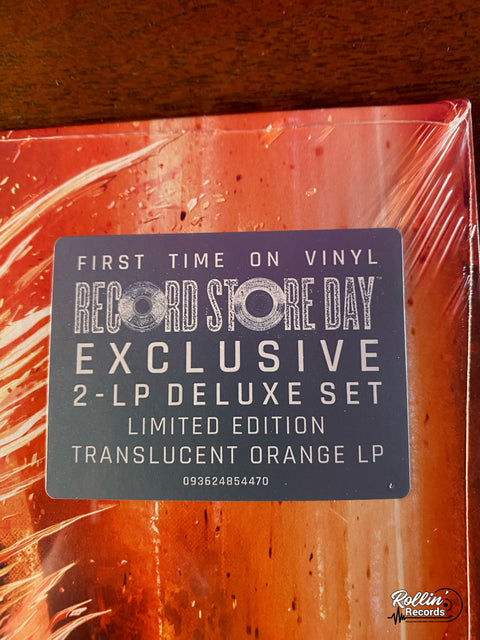 FIRST TIME ON VINYL
RECORD STORE DAY™
EXCLUSIVE
2-LP DELUXE SET
LIMITED EDITION
TRANSLUCENT ORANGE LP
093624854470
Rollin'
Records